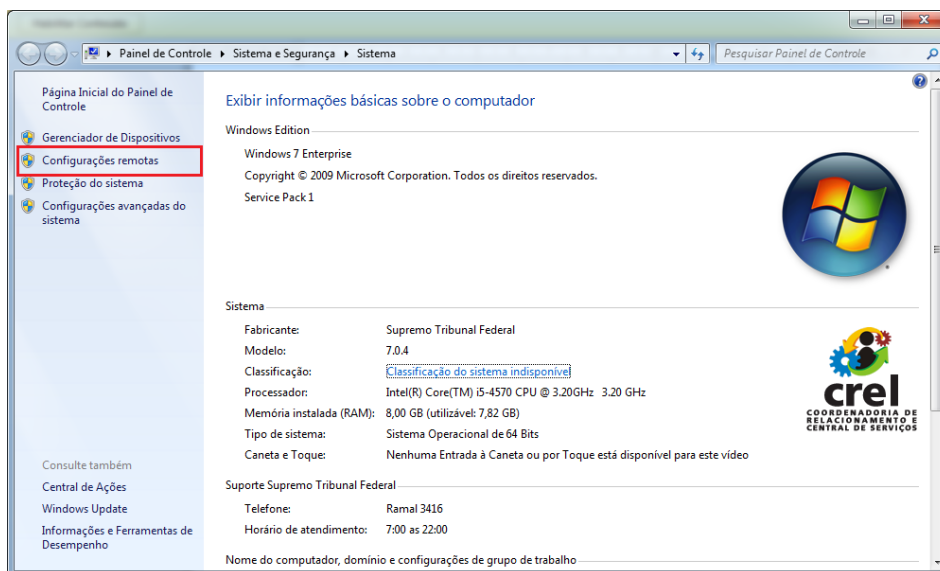 Painel de Controle ▸ Sistema e Segurança ▸ Sistema
Pesquisar Painel de Controle
Página Inicial do Painel de
Controle
Gerenciador de Dispositivos
Configurações remotas
Proteção do sistema
Configurações avançadas do
sistema
Consulte também
Central de Ações
Windows Update
Informações e Ferramentas de
Desempenho
Exibir informações básicas sobre o computador
Windows Edition
Windows 7 Enterprise
Copyright © 2009 Microsoft Corporation. Todos os direitos reservados.
Service Pack 1
Sistema
Fabricante: Supremo Tribunal Federal
Modelo: 7.0.4
Classificação: Classificação do sistema indisponível
Processador: Intel(R) Core(TM) i5-4570 CPU @ 3.20GHz 3.20 GHz
Memória instalada (RAM): 8,00 GB (utilizável: 7,82 GB)
Tipo de sistema: Sistema Operacional de 64 Bits
Caneta e Toque: Nenhuma Entrada à Caneta ou por Toque está disponível para este vídeo
crel
COORDENADORIA DE
RELACIONAMENTO E
CENTRAL DE SERVIÇOS
Suporte Supremo Tribunal Federal
Telefone: Ramal 3416
Horário de atendimento: 7:00 as 22:00
Nome do computador, domínio e configurações de grupo de trabalho